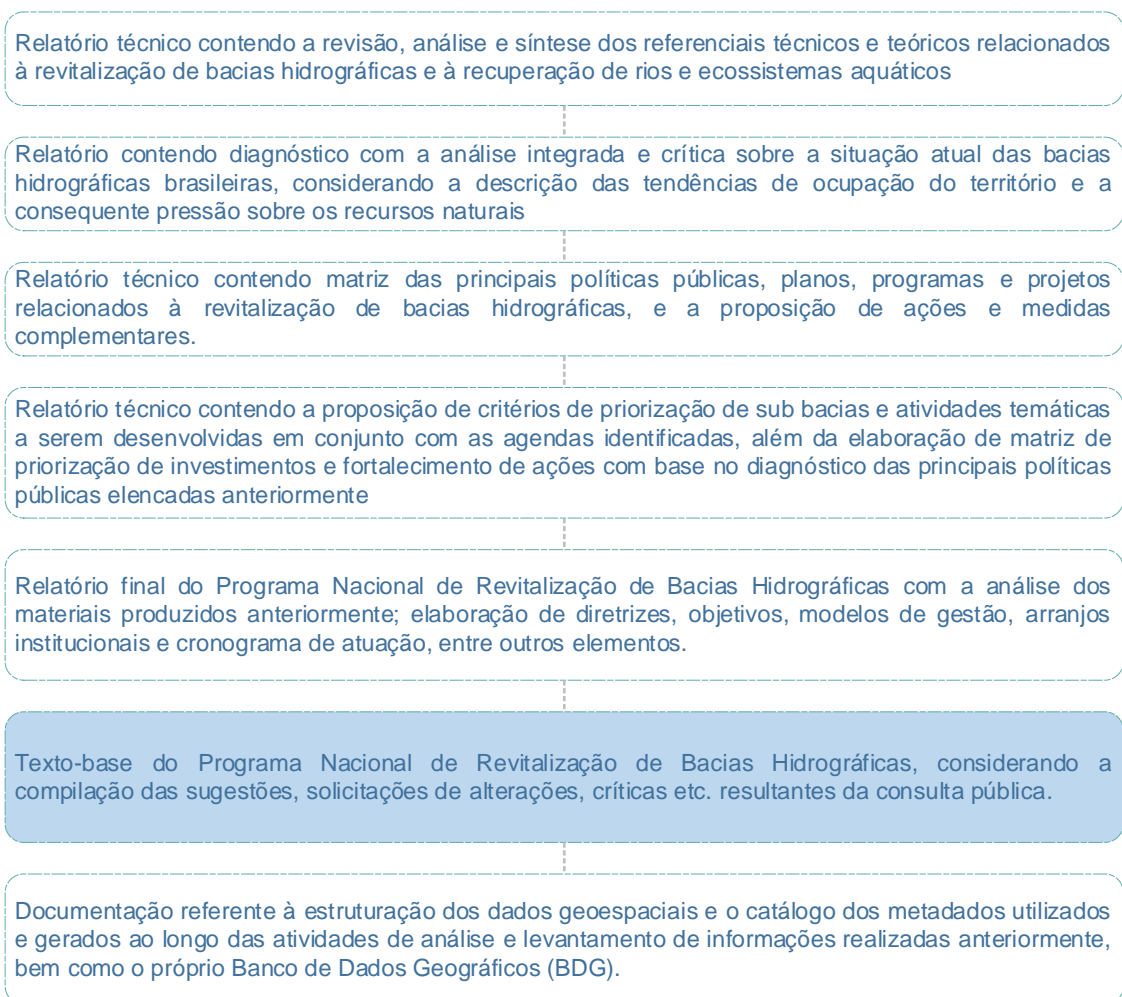 Relatório técnico contendo a revisão, análise e síntese dos referenciais técnicos e teóricos relacionados
à revitalização de bacias hidrográficas e à recuperação de rios e ecossistemas aquáticos
Relatório contendo diagnóstico com a análise integrada e crítica sobre a situação atual das bacias
hidrográficas brasileiras, considerando a descrição das tendências de ocupação do território e a
consequente pressão sobre os recursos naturais
Relatório técnico contendo matriz das principais políticas públicas, planos, programas e projetos
relacionados à revitalização de bacias hidrográficas, e a proposição de ações e medidas
complementares.
Relatório técnico contendo a proposição de critérios de priorização de sub bacias e atividades temáticas
a serem desenvolvidas em conjunto com as agendas identificadas, além da elaboração de matriz de
priorização de investimentos e fortalecimento de ações com base no diagnóstico das principais políticas
públicas elencadas anteriormente
Relatório final do Programa Nacional de Revitalização de Bacias Hidrográficas com a análise dos
materiais produzidos anteriormente; elaboração de diretrizes, objetivos, modelos de gestão, arranjos
institucionais e cronograma de atuação, entre outros elementos.
Texto-base do Programa Nacional de Revitalização de Bacias Hidrográficas, considerando a
compilação das sugestões, solicitações de alterações, críticas etc. resultantes da consulta pública.
Documentação referente à estruturação dos dados geoespaciais e o catálogo dos metadados utilizados
e gerados ao longo das atividades de análise e levantamento de informações realizadas anteriormente,
bem como o próprio Banco de Dados Geográficos (BDG).